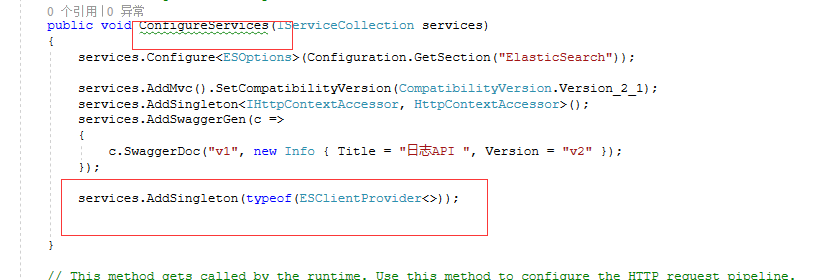 0 个引用|0 异常
public void ConfigureServices(IServiceCollection services)
{
services.Configure<ESOptions>(Configuration.GetSection("ElasticSearch"));
services.AddMvc().SetCompatibilityVersion(CompatibilityVersion.Version_2_1);
services.AddSingleton<IHttpContextAccessor, HttpContextAccessor>();
services.AddSwaggerGen(c =>
{
c.SwaggerDoc("v1", new Info { Title = "日志API ", Version = "v2" });
});
services.AddSingleton(typeof(ESClientProvider<>));
}
// This method gets called by the runtime. Use this method to configure the HTTP request pipeline.